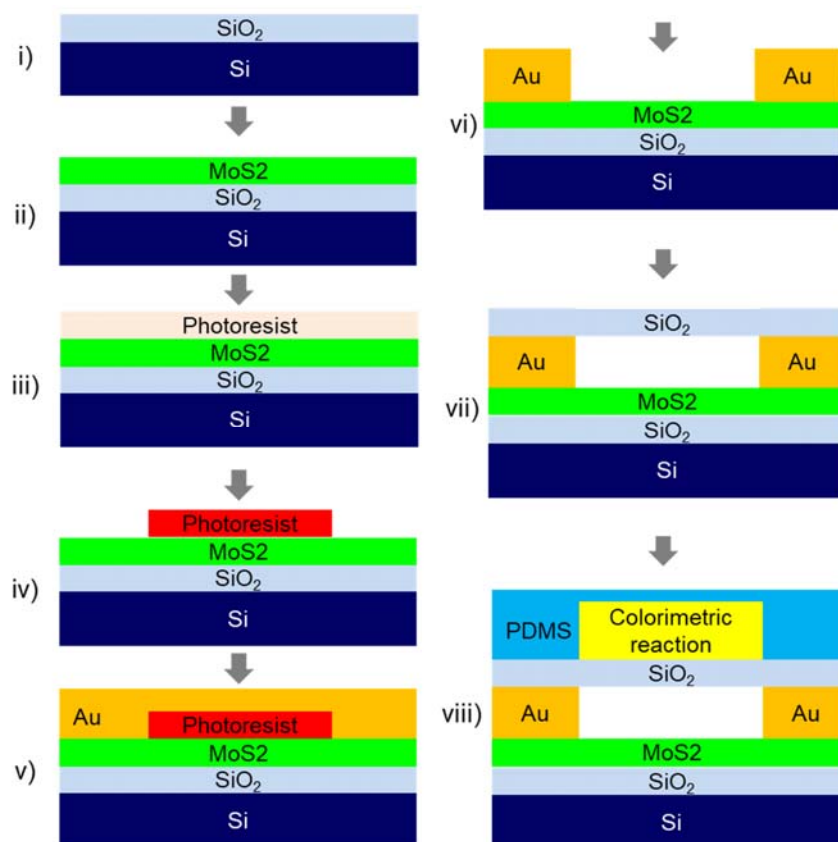 i)
SiO₂
Si
ii)
MoS2
SiO₂
Si
iii)
Photoresist
MoS2
SiO₂
Si
iv)
Photoresist
MoS2
SiO₂
Si
v)
Au
Photoresist
MoS2
SiO₂
Si
vi)
Au Au
MoS2
SiO₂
Si
vii)
SiO₂
Au Au
MoS2
SiO₂
Si
viii)
PDMS
Colorimetric
reaction
SiO₂
Au Au
MoS2
SiO₂
Si